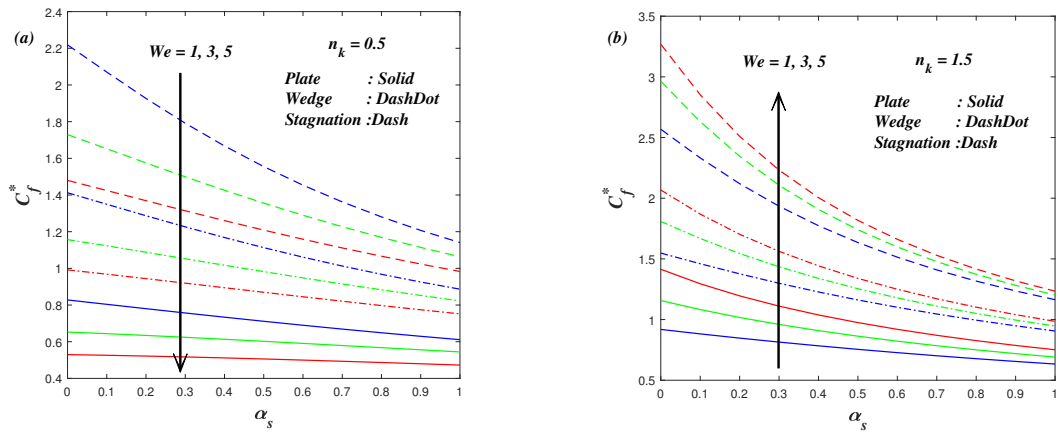 (a)
n_k = 0.5
We = 1, 3, 5
Plate : Solid
Wedge : DashDot
Stagnation :Dash
2.4
2.2
2
1.8
1.6
1.4
1.2
1
0.8
0.6
0.4
C_f^*
0 0.1 0.2 0.3 0.4 0.5 0.6 0.7 0.8 0.9 1
α_s
(b)
We = 1, 3, 5
n_k = 1.5
Plate : Solid
Wedge : DashDot
Stagnation :Dash
3.5
3
2.5
2
1.5
1
0.5
C_f^*
0 0.1 0.2 0.3 0.4 0.5 0.6 0.7 0.8 0.9 1
α_s